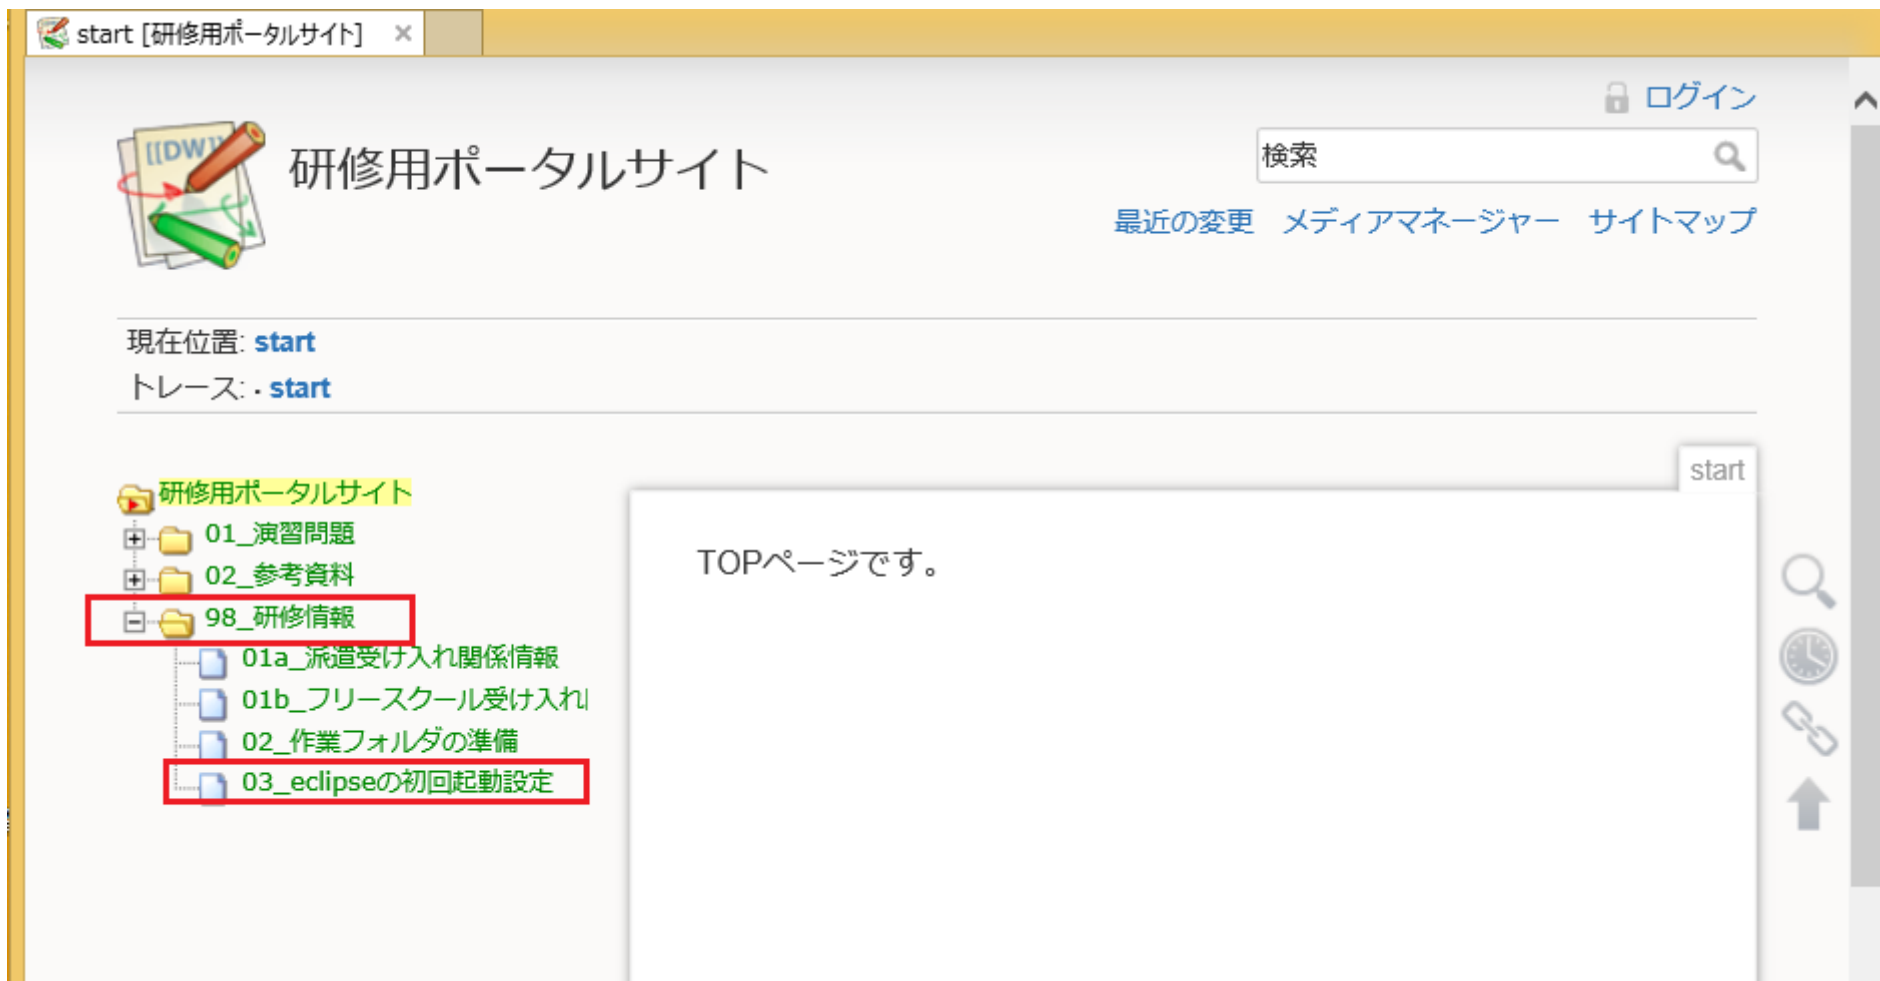 start [研修用ポータルサイト]
ログイン
[[DW]]
研修用ポータルサイト
検索
最近の変更 メディアマネージャー サイトマップ
現在位置: start
トレース: · start
start
研修用ポータルサイト
01_演習問題
02_参考資料
98_研修情報
01a_派遣受け入れ関係情報
01b_フリースクール受け入れ
02_作業フォルダの準備
03_eclipseの初回起動設定
TOPページです。